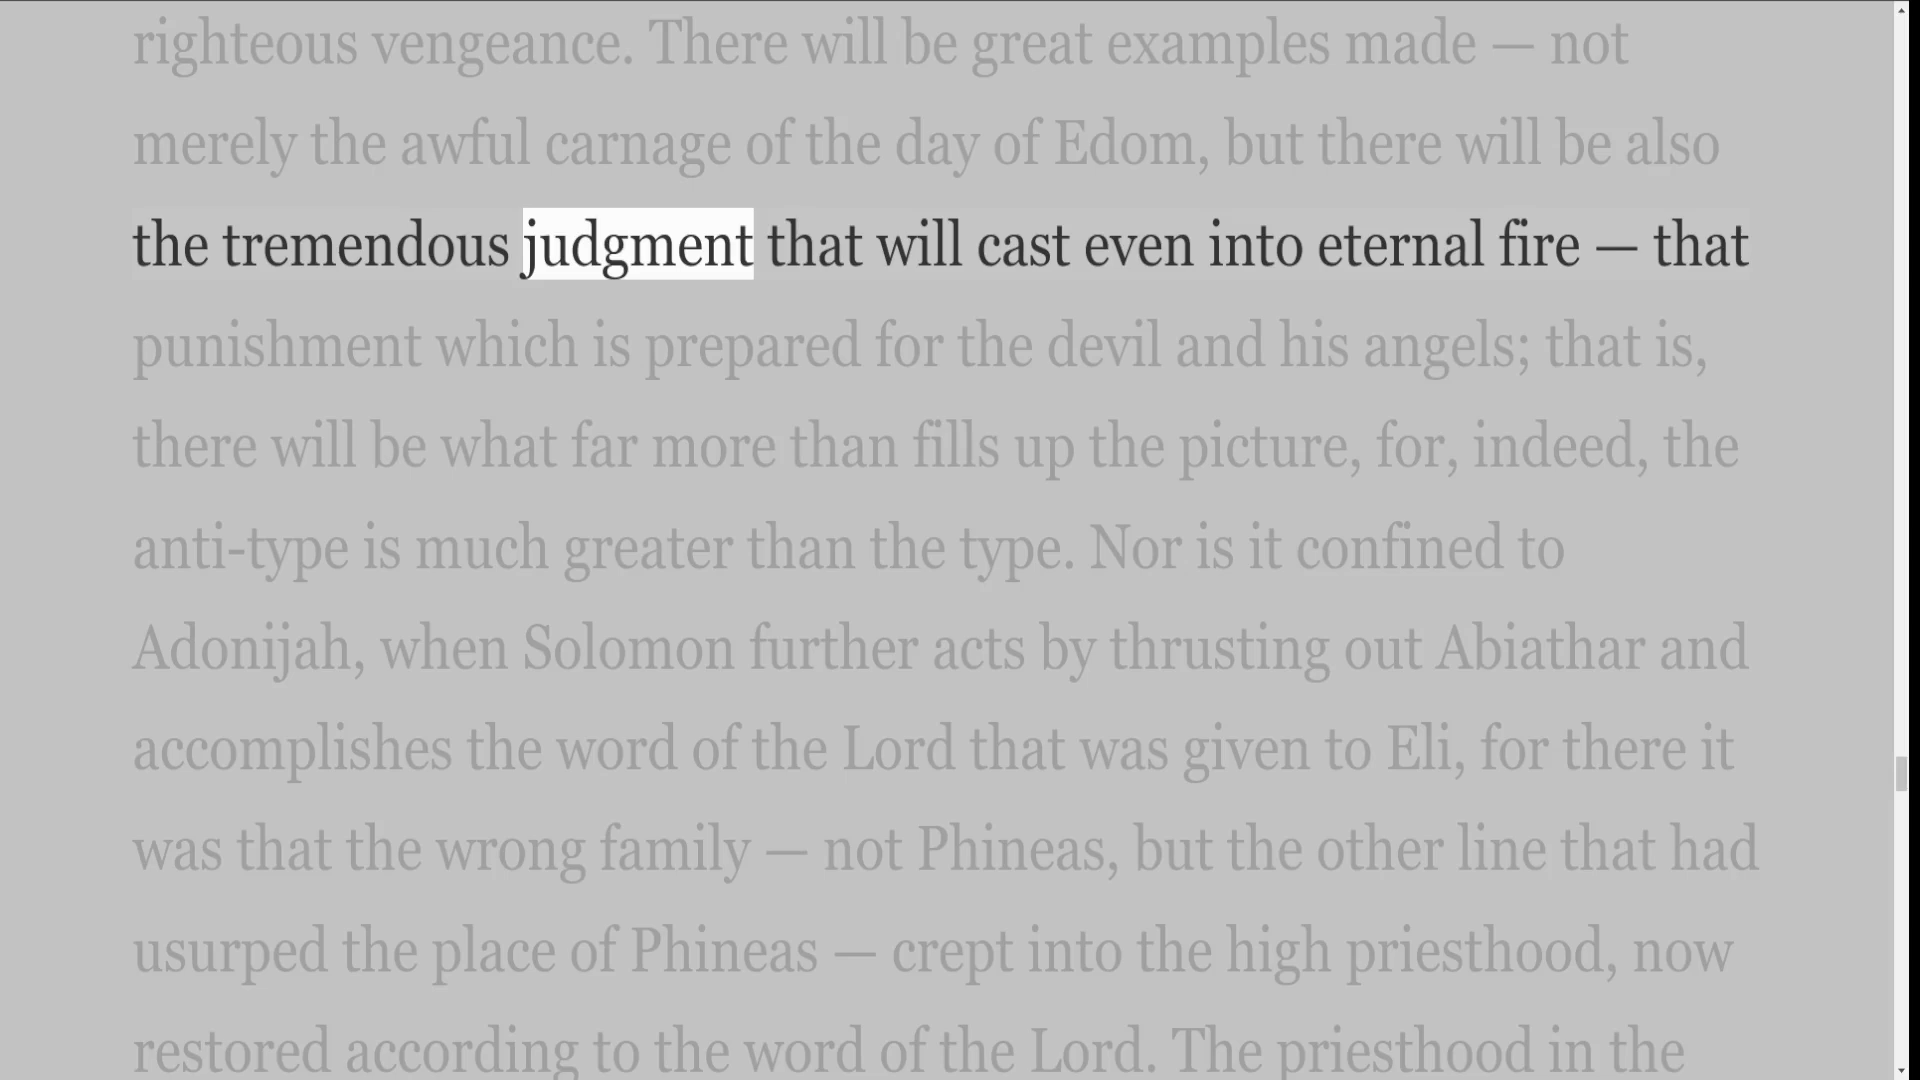 righteous vengeance. There will be great examples made — not
merely the awful carnage of the day of Edom, but there will be also
the tremendous judgment that will cast even into eternal fire — that
punishment which is prepared for the devil and his angels; that is,
there will be what far more than fills up the picture, for, indeed, the
anti-type is much greater than the type. Nor is it confined to
Adonijah, when Solomon further acts by thrusting out Abiathar and
accomplishes the word of the Lord that was given to Eli, for there it
was that the wrong family — not Phineas, but the other line that had
usurped the place of Phineas — crept into the high priesthood, now
restored according to the word of the Lord. The priesthood in the